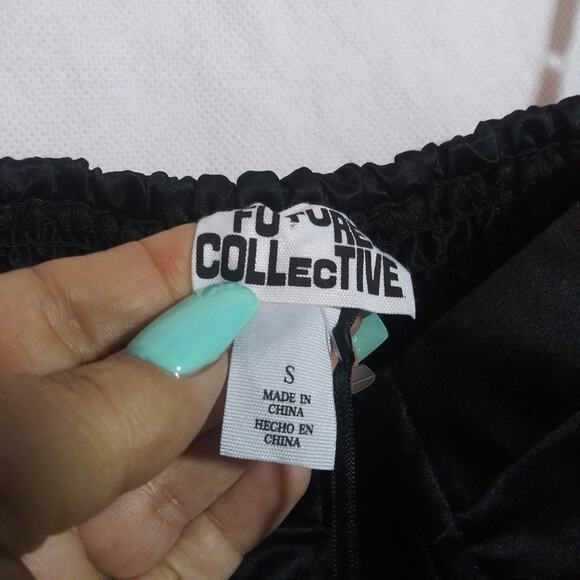 FUTURE
COLLECTIVE
S
MADE IN
CHINA
HECHO EN
CHINA